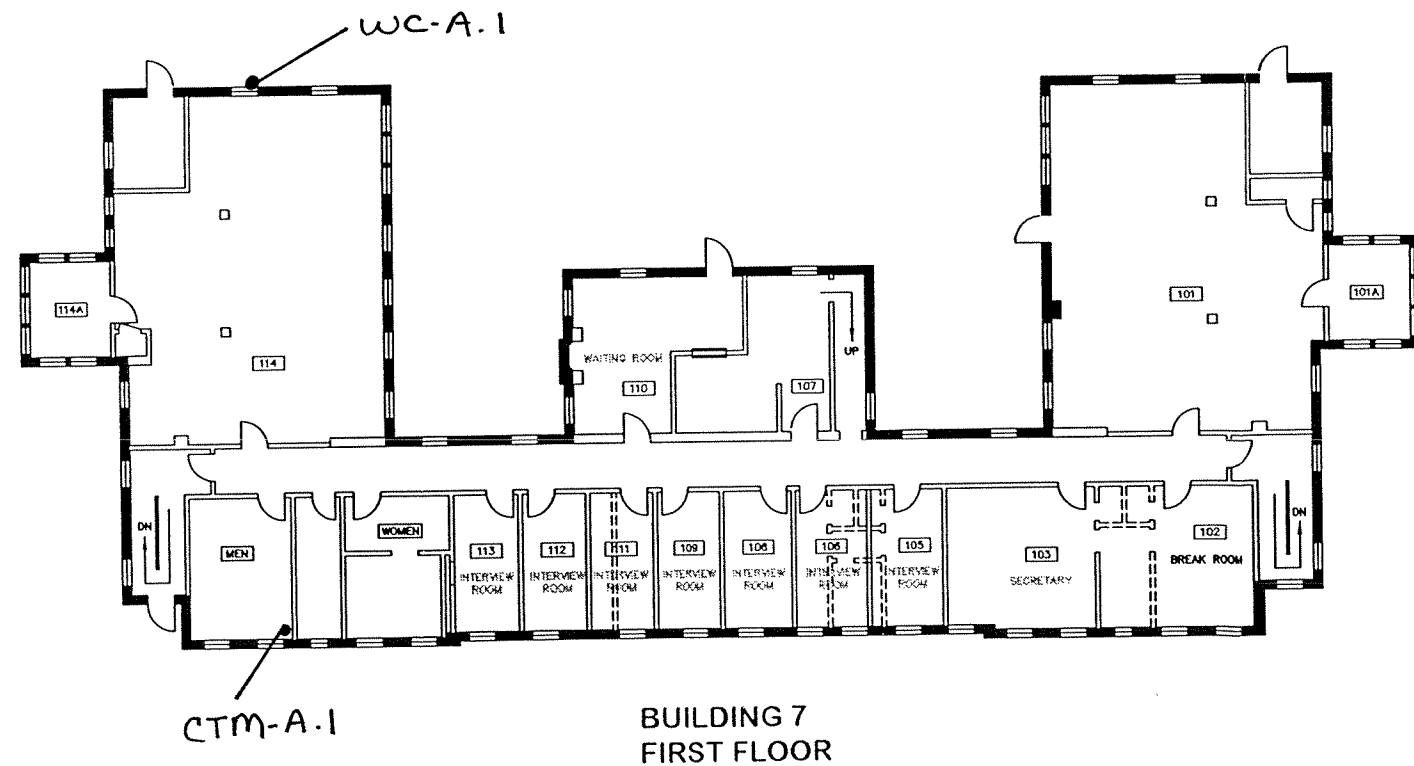 WC-A.1
114A
114
WAITING ROOM
110
107
UP
101
101A
DN
MEN
WOMEN
113
INTERVIEW
ROOM
112
INTERVIEW
ROOM
111
INTERVIEW
ROOM
109
INTERVIEW
ROOM
106
INTERVIEW
ROOM
106
INTERVIEW
ROOM
105
INTERVIEW
ROOM
103
SECRETARY
102
BREAK ROOM
DN
CTM-A.1
BUILDING 7
FIRST FLOOR